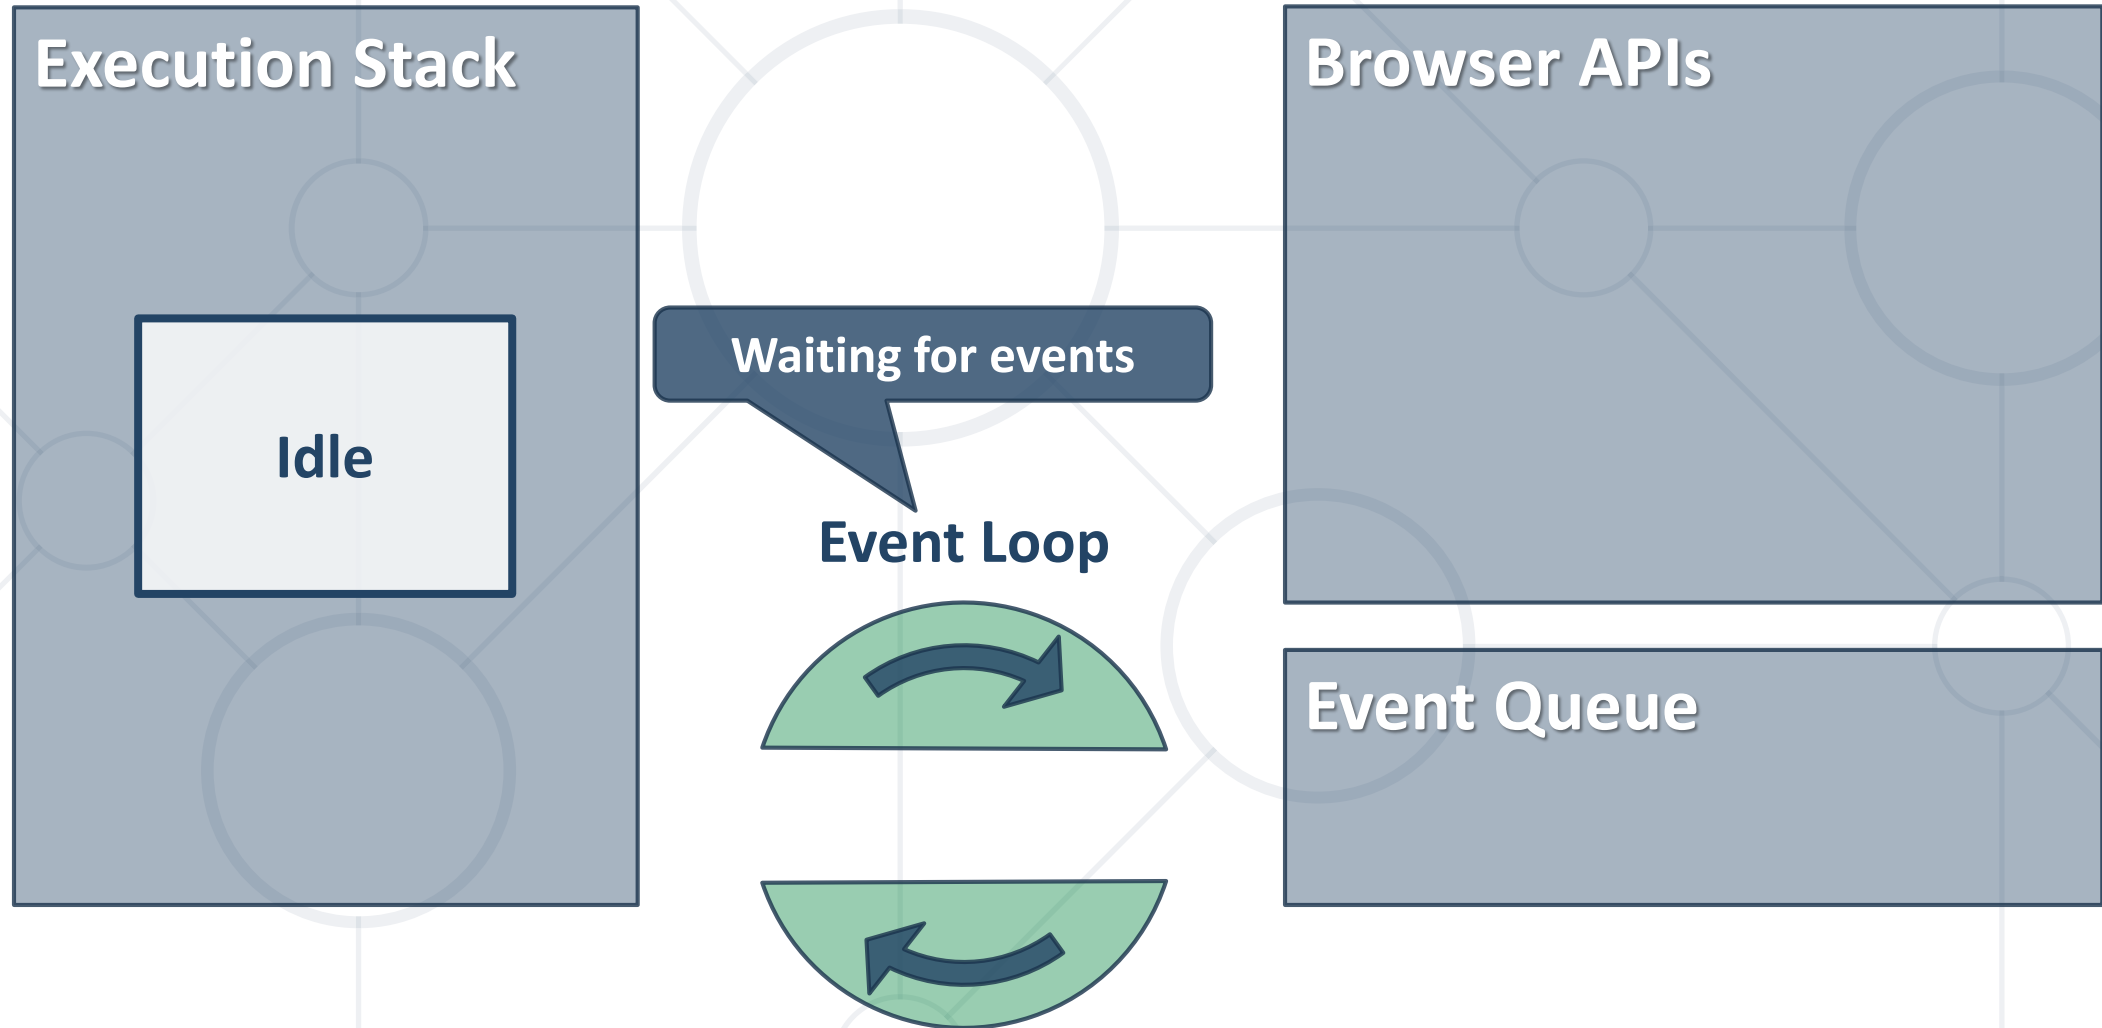 Execution Stack
Browser APIs
Waiting for events
Idle
Event Loop
Event Queue